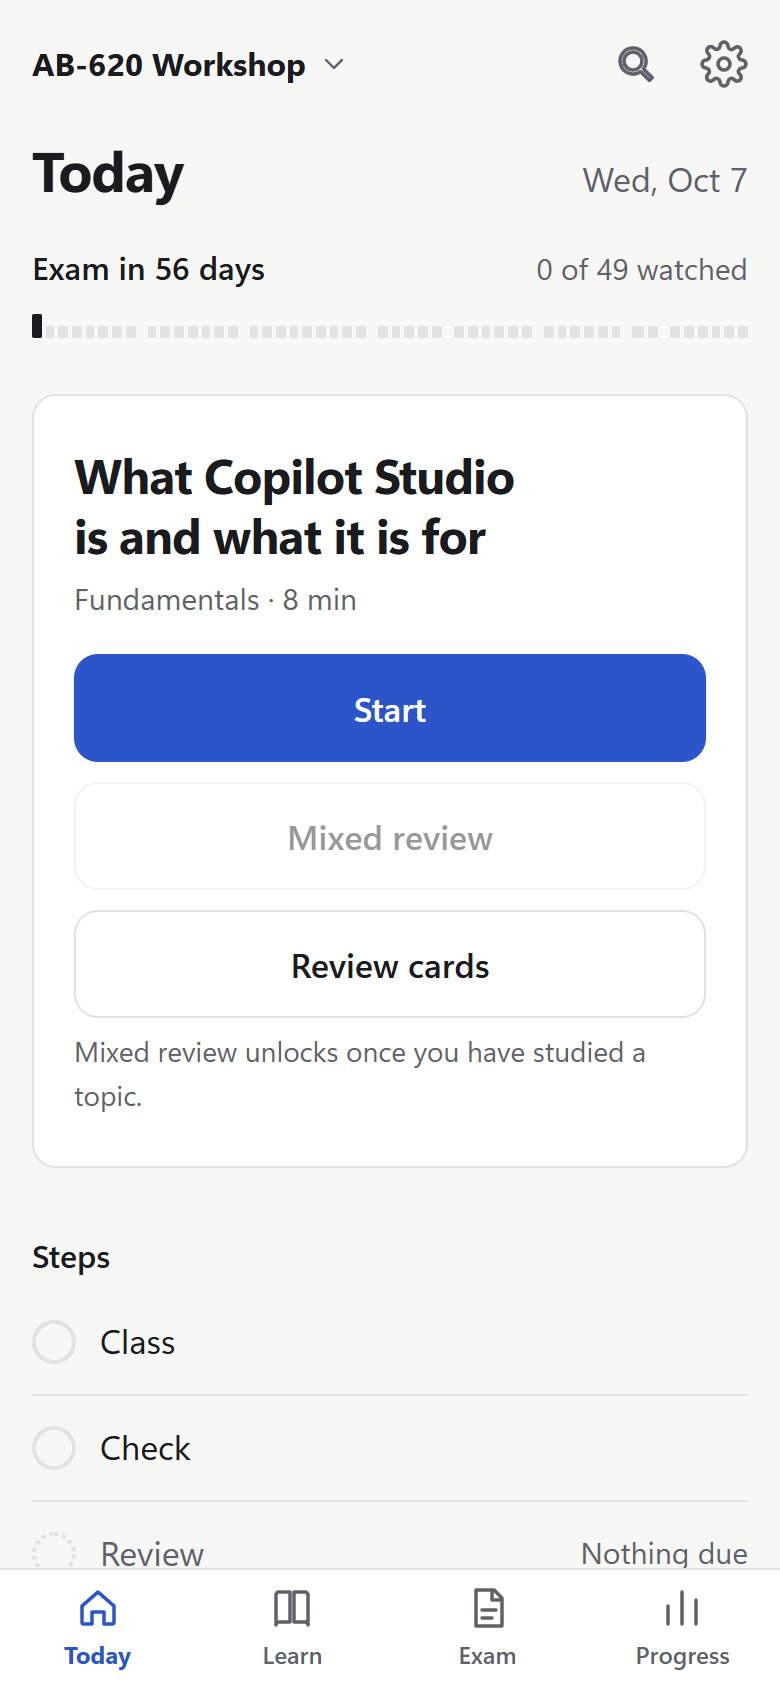 AB-620 Workshop
Today
Wed, Oct 7
Exam in 56 days
0 of 49 watched
What Copilot Studio
is and what it is for
Fundamentals · 8 min
Start
Mixed review
Review cards
Mixed review unlocks once you have studied a
topic.
Steps
Class
Check
Review
Nothing due
Today
Learn
Exam
Progress